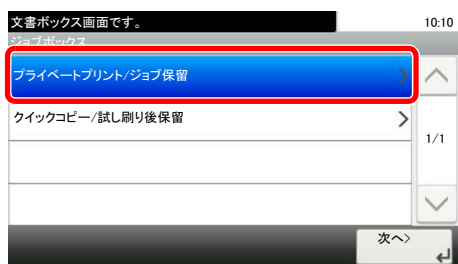 文書ボックス画面です。
10:10
ジョブボックス
プライベートプリント/ジョブ保留
クイックコピー/試し刷り後保留
1/1
次へ>